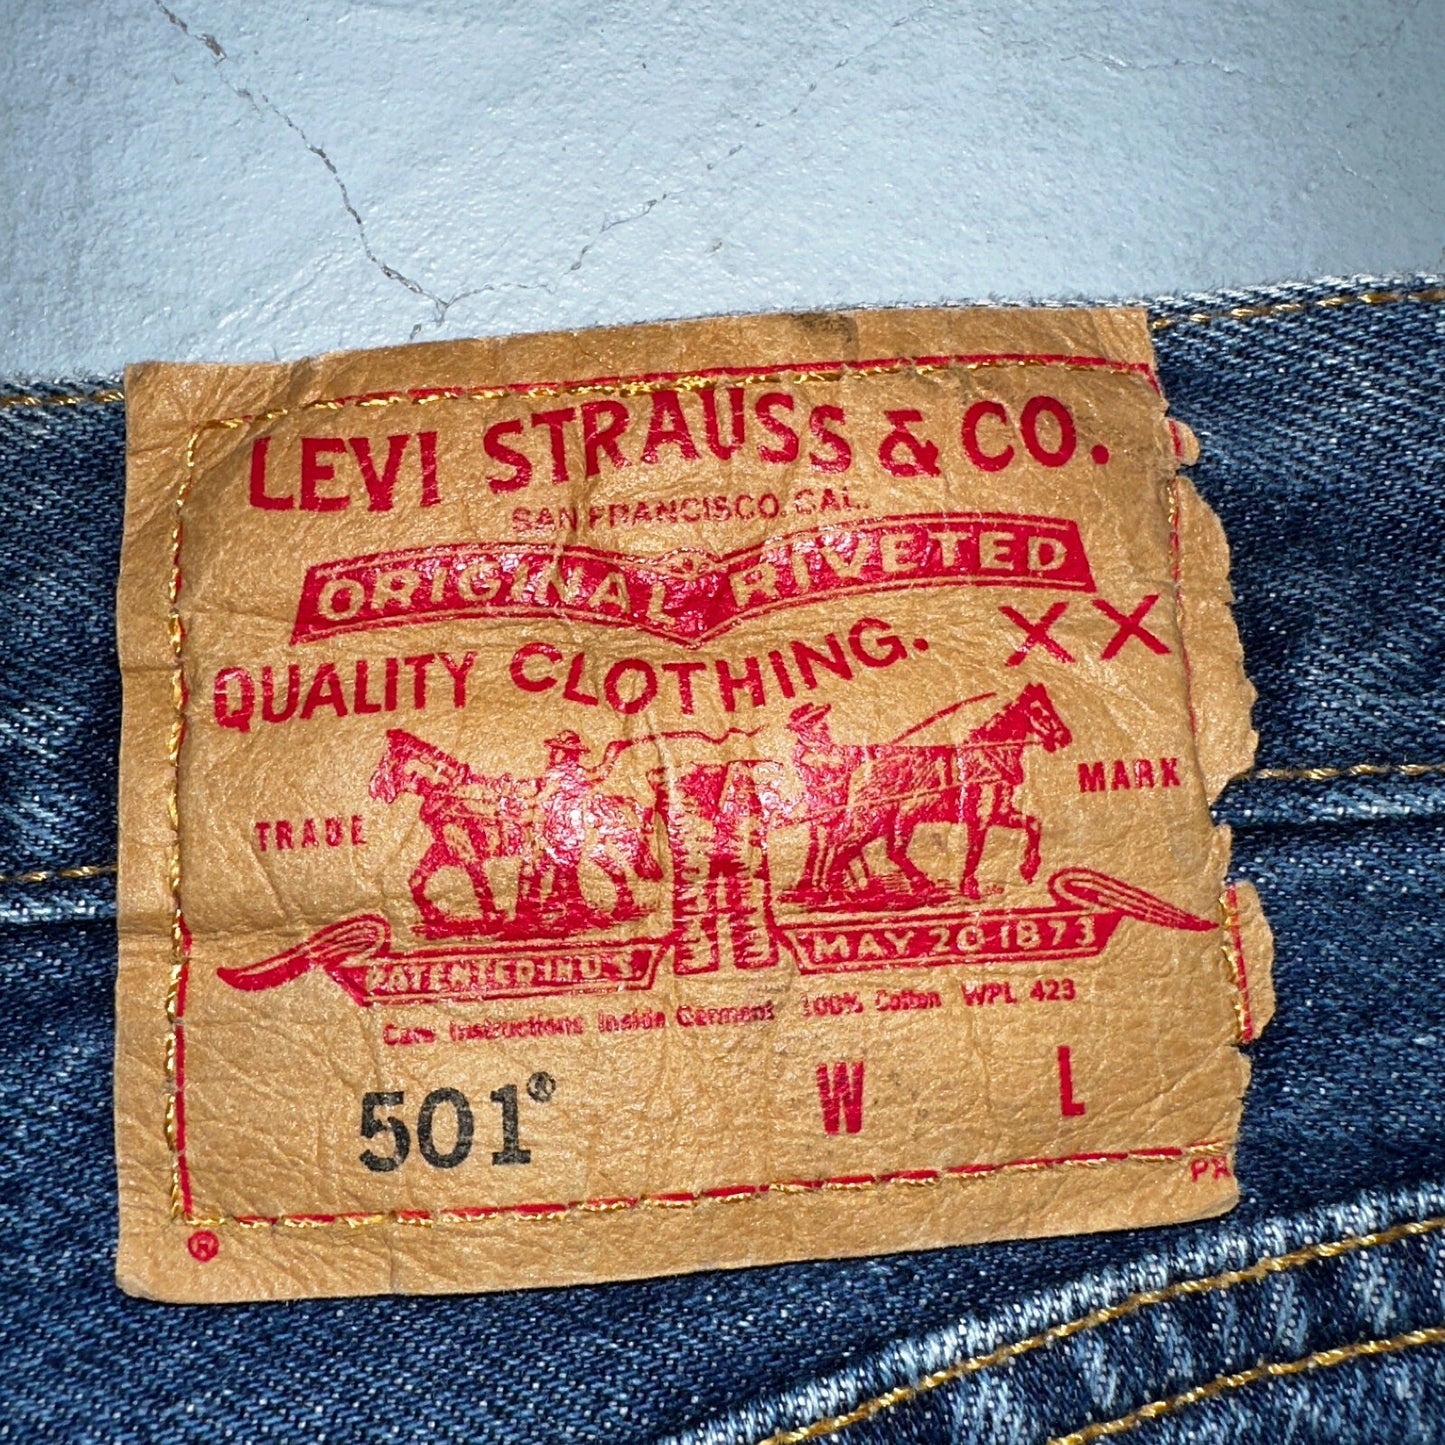 LEVI STRAUSS & CO.
SAN FRANCISCO, CAL.
ORIGINAL RIVETED
QUALITY CLOTHING. XX
TRADE MARK
PATENTED IN U.S. MAY 20 1873
Care Instructions Inside Garment 100% Cotton WPL 423
501® W L
PR
®